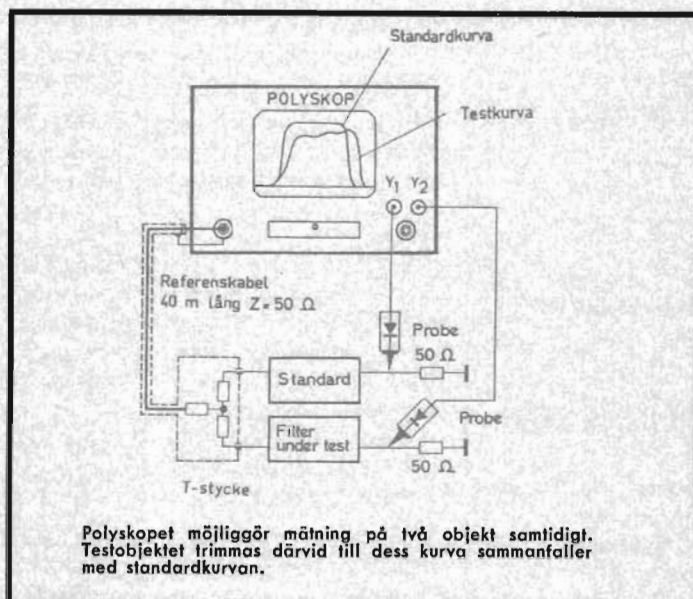 Standardkurva
POLYSKOP
Testkurva
Y1 Y2
Referenskabel
40 m lång Z = 50 Ω
Probe
50 Ω
Standard
Filter
under test
Probe
50 Ω
T-stycke
Polyskopet möjliggör mätning på två objekt samtidigt.
Testobjektet trimmas därvid till dess kurva sammanfaller
med standardkurvan.